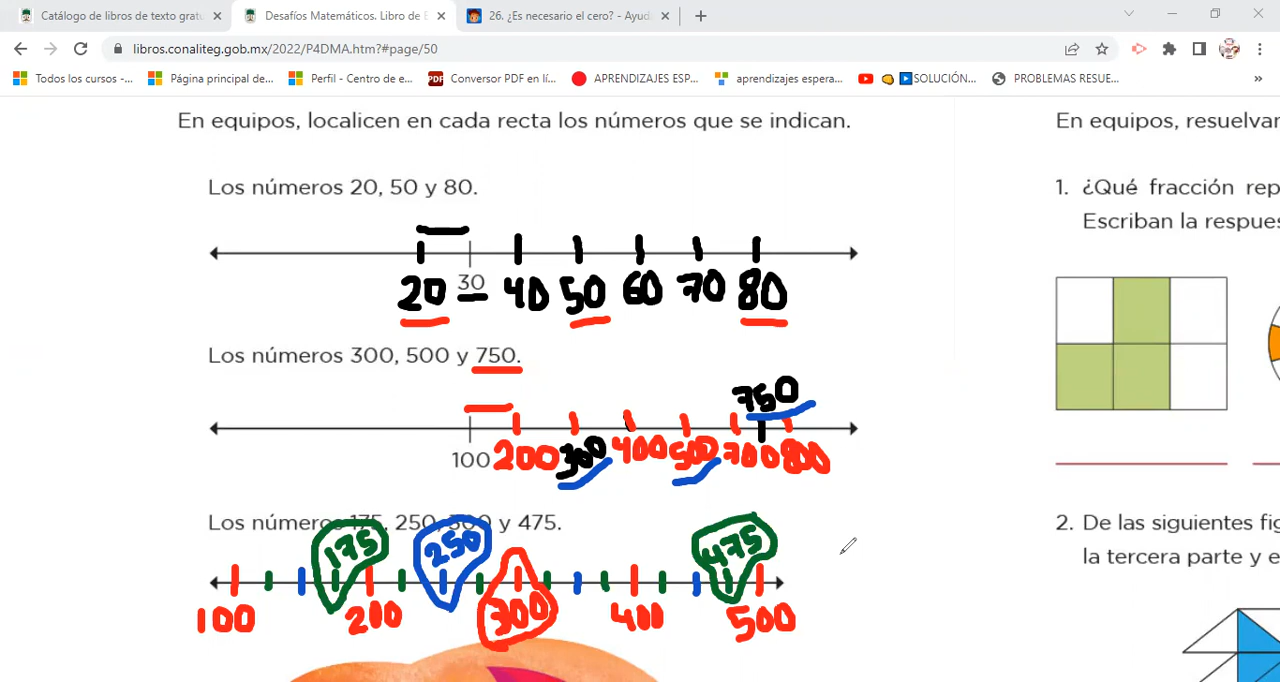 Catálogo de libros de texto gratu
Desafíos Matemáticos. Libro de E
26. ¿Es necesario el cero? - Ayud
libros.conaliteg.gob.mx/2022/P4DMA.htm?#page/50
Todos los cursos -...
Página principal de...
Perfil - Centro de e...
PDF
Conversor PDF en lí...
APRENDIZAJES ESP...
aprendizajes espera...
SOLUCIÓN...
PROBLEMAS RESUE...
»
En equipos, localicen en cada recta los números que se indican.
Los números 20, 50 y 80.
20 30 40 50 60 70 80
Los números 300, 500 y 750.
750
100 200 300 400 500 700 800
Los números 175, 250, 300 y 475.
175 250 475
100 200 300 400 500
En equipos, resuelvar
1. ¿Qué fracción rep
Escriban la respues
2. De las siguientes fig
la tercera parte y e